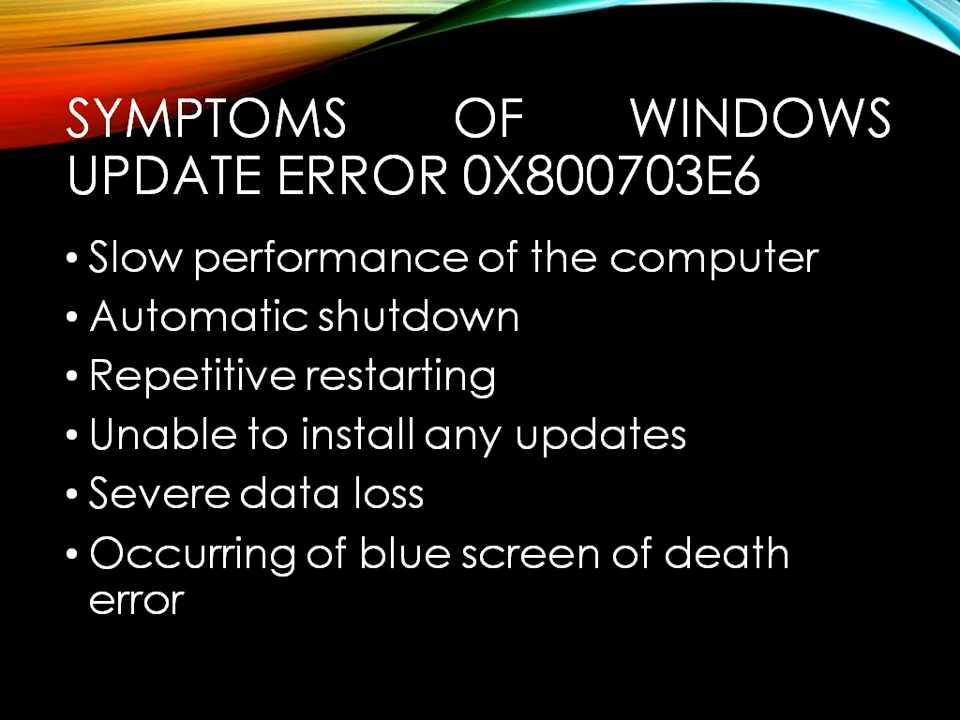 SYMPTOMS OF WINDOWS
UPDATE ERROR 0X800703E6
• Slow performance of the computer
• Automatic shutdown
• Repetitive restarting
• Unable to install any updates
• Severe data loss
• Occurring of blue screen of death
error